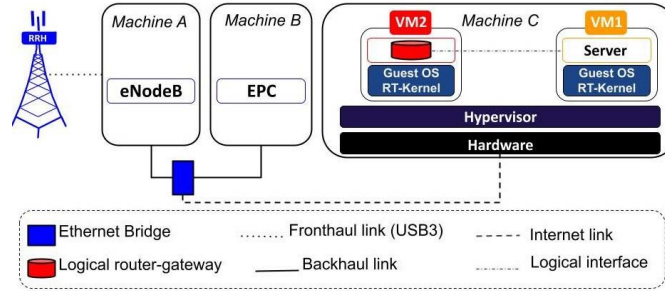 Machine A
Machine B
Machine C
RRH
VM2
VM1
Server
eNodeB
EPC
Guest OS
RT-Kernel
Guest OS
RT-Kernel
Hypervisor
Hardware
Ethernet Bridge
Fronthaul link (USB3)
Internet link
Logical router-gateway
Backhaul link
Logical interface